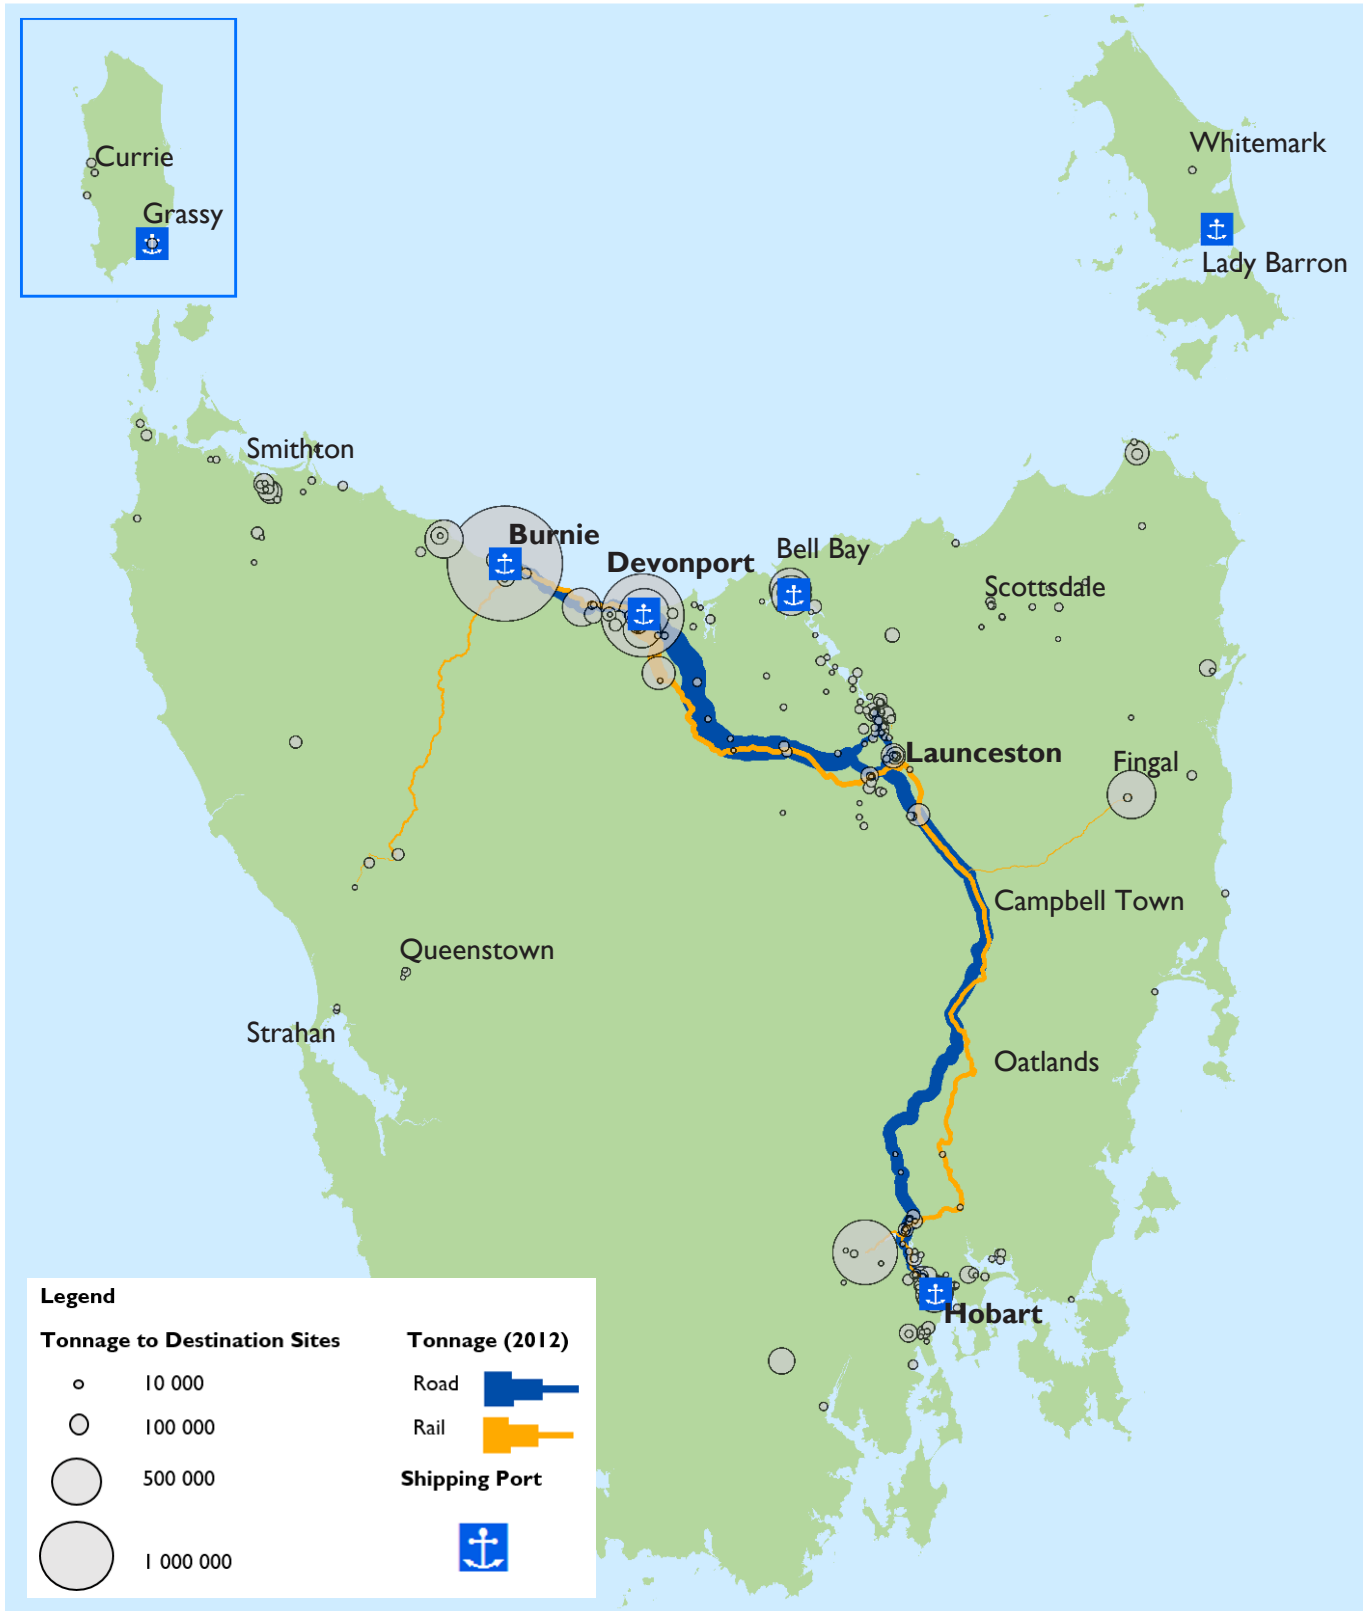 Currie
Grassy
Whitemark
Lady Barron
Smithton
Burnie
Devonport
Bell Bay
Scottsdale
Launceston
Fingal
Campbell Town
Queenstown
Strahan
Oatlands
Hobart
Legend
Tonnage to Destination Sites
10 000
100 000
500 000
1 000 000
Tonnage (2012)
Road
Rail
Shipping Port